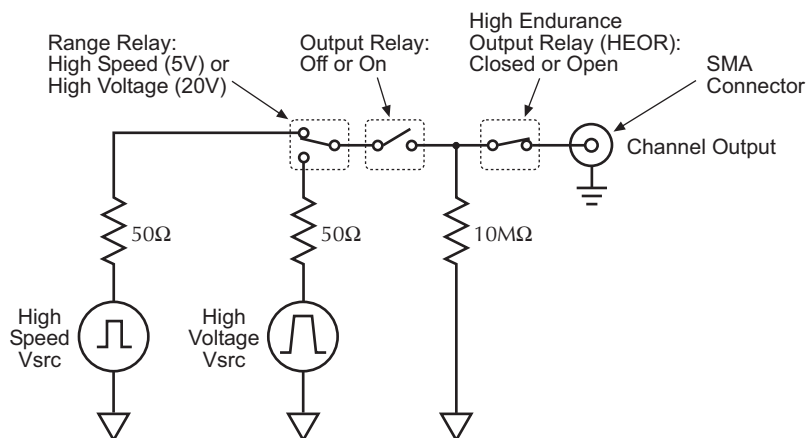 High Endurance
Output Relay (HEOR):
Closed or Open
Range Relay:
High Speed (5V) or
High Voltage (20V)
Output Relay:
Off or On
SMA
Connector
Channel Output
50Ω
50Ω
10MΩ
High
Speed
Vsrc
High
Voltage
Vsrc